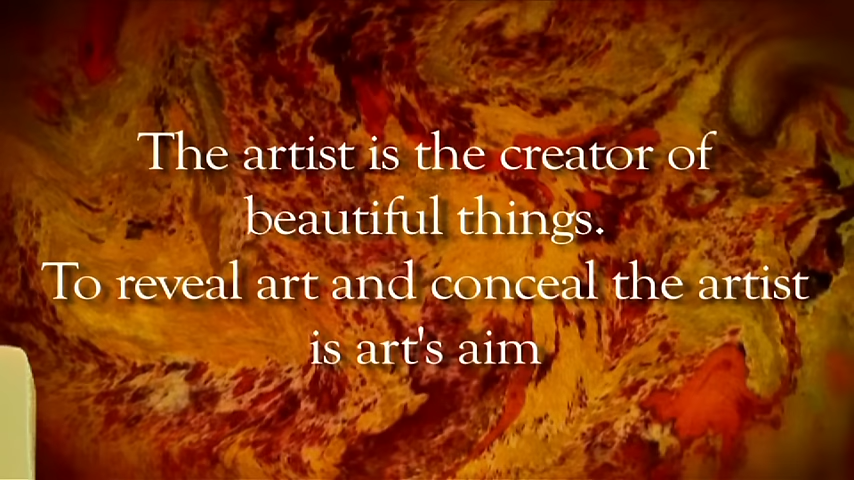 The artist is the creator of
beautiful things.
To reveal art and conceal the artist
is art's aim